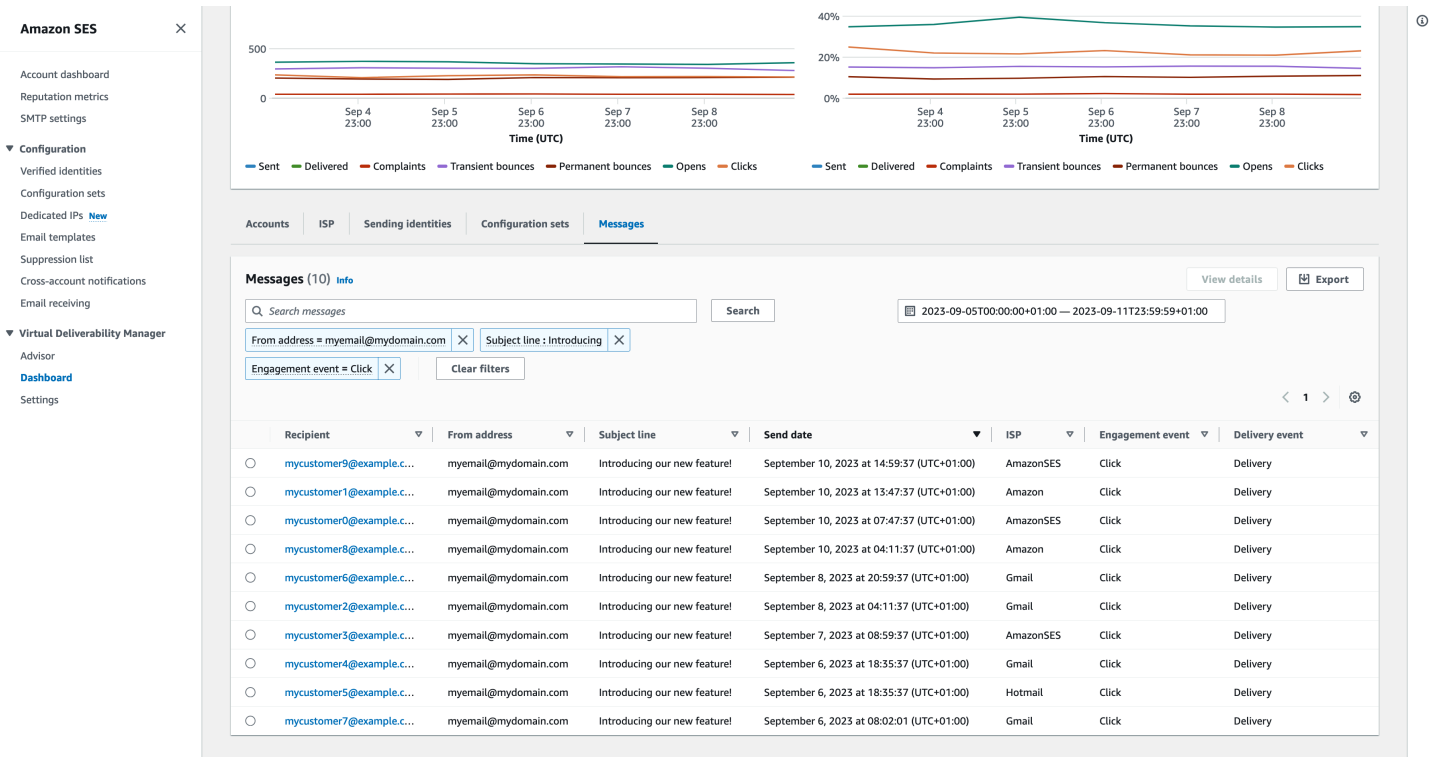 Amazon SES
Account dashboard
Reputation metrics
SMTP settings
Configuration
Verified identities
Configuration sets
Dedicated IPs New
Email templates
Suppression list
Cross-account notifications
Email receiving
Virtual Deliverability Manager
Advisor
Dashboard
Settings
500
0
Sep 4 Sep 5 Sep 6 Sep 7 Sep 8
23:00 23:00 23:00 23:00 23:00
Time (UTC)
Sent Delivered Complaints Transient bounces Permanent bounces Opens Clicks
40%
20%
0%
Sep 4 Sep 5 Sep 6 Sep 7 Sep 8
23:00 23:00 23:00 23:00 23:00
Time (UTC)
Sent Delivered Complaints Transient bounces Permanent bounces Opens Clicks
Accounts ISP Sending identities Configuration sets Messages
Messages (10) Info View details Export
Search messages Search 2023-09-05T00:00:00+01:00 — 2023-09-11T23:59:59+01:00
From address = myemail@mydomain.com Subject line : Introducing
Engagement event = Click Clear filters
1
Recipient From address Subject line Send date ISP Engagement event Delivery event
mycustomer9@example.c... myemail@mydomain.com Introducing our new feature! September 10, 2023 at 14:59:37 (UTC+01:00) AmazonSES Click Delivery
mycustomer1@example.c... myemail@mydomain.com Introducing our new feature! September 10, 2023 at 13:47:37 (UTC+01:00) Amazon Click Delivery
mycustomer0@example.c... myemail@mydomain.com Introducing our new feature! September 10, 2023 at 07:47:37 (UTC+01:00) AmazonSES Click Delivery
mycustomer8@example.c... myemail@mydomain.com Introducing our new feature! September 10, 2023 at 04:11:37 (UTC+01:00) Amazon Click Delivery
mycustomer6@example.c... myemail@mydomain.com Introducing our new feature! September 8, 2023 at 20:59:37 (UTC+01:00) Gmail Click Delivery
mycustomer2@example.c... myemail@mydomain.com Introducing our new feature! September 8, 2023 at 04:11:37 (UTC+01:00) Gmail Click Delivery
mycustomer3@example.c... myemail@mydomain.com Introducing our new feature! September 7, 2023 at 08:59:37 (UTC+01:00) AmazonSES Click Delivery
mycustomer4@example.c... myemail@mydomain.com Introducing our new feature! September 6, 2023 at 18:35:37 (UTC+01:00) Gmail Click Delivery
mycustomer5@example.c... myemail@mydomain.com Introducing our new feature! September 6, 2023 at 18:35:37 (UTC+01:00) Hotmail Click Delivery
mycustomer7@example.c... myemail@mydomain.com Introducing our new feature! September 6, 2023 at 08:02:01 (UTC+01:00) Gmail Click Delivery